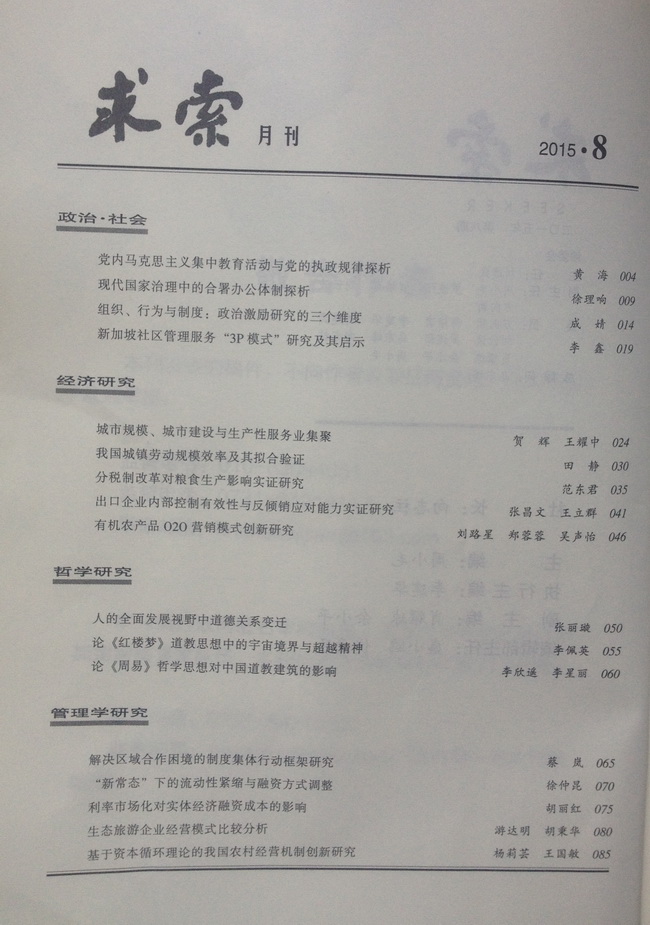 求索 月刊
2015·8
政治·社会
党内马克思主义集中教育活动与党的执政规律探析 黄 海 004
现代国家治理中的合署办公体制探析 徐理响 009
组织、行为与制度：政治激励研究的三个维度 成 婧 014
新加坡社区管理服务“3P模式”研究及其启示 李 鑫 019
经济研究
城市规模、城市建设与生产性服务业集聚 贺 辉 王耀中 024
我国城镇劳动规模效率及其拟合验证 田 静 030
分税制改革对粮食生产影响实证研究 范东君 035
出口企业内部控制有效性与反倾销应对能力实证研究 张昌文 王立群 041
有机农产品O2O营销模式创新研究 刘路星 郑蓉蓉 吴声怡 046
哲学研究
人的全面发展视野中道德关系变迁 张丽璇 050
论《红楼梦》道教思想中的宇宙境界与超越精神 李佩英 055
论《周易》哲学思想对中国道教建筑的影响 李欣遥 李星丽 060
管理学研究
解决区域合作困境的制度集体行动框架研究 蔡 岚 065
“新常态”下的流动性紧缩与融资方式调整 徐仲昆 070
利率市场化对实体经济融资成本的影响 胡丽红 075
生态旅游企业经营模式比较分析 游达明 胡秉华 080
基于资本循环理论的我国农村经营机制创新研究 杨莉芸 王国敏 085